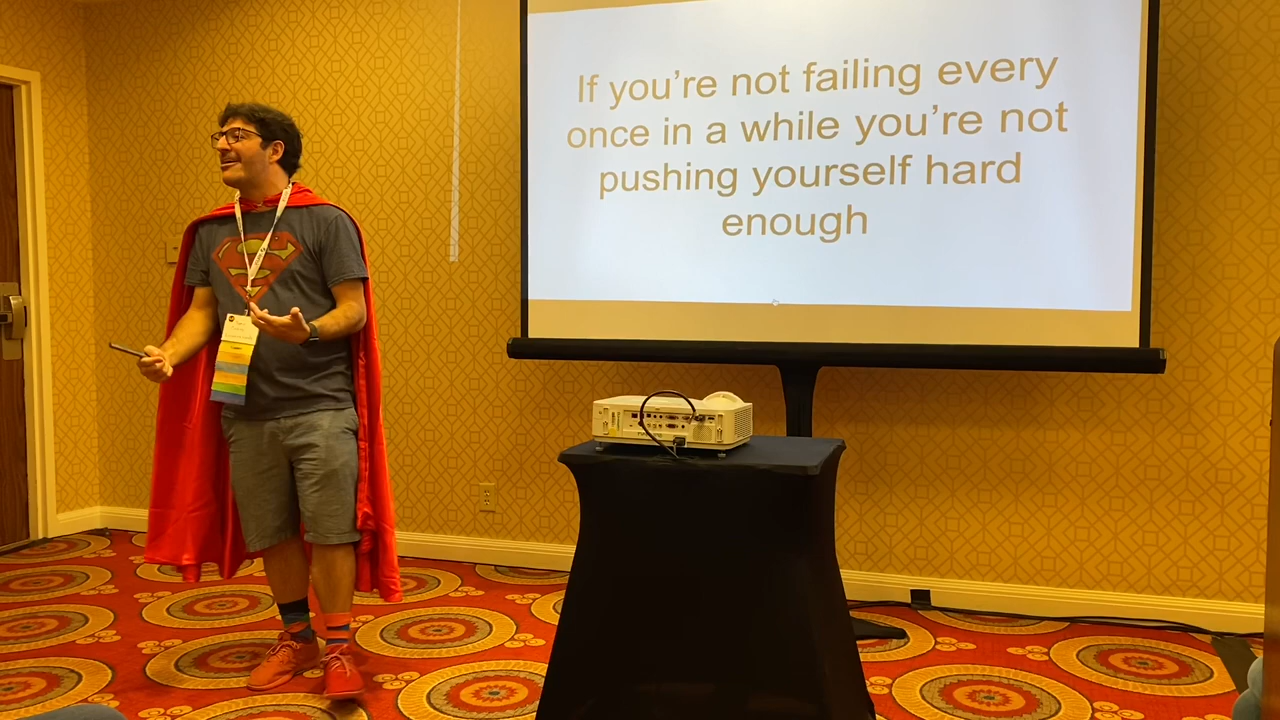 If you're not failing every
once in a while you're not
pushing yourself hard
enough